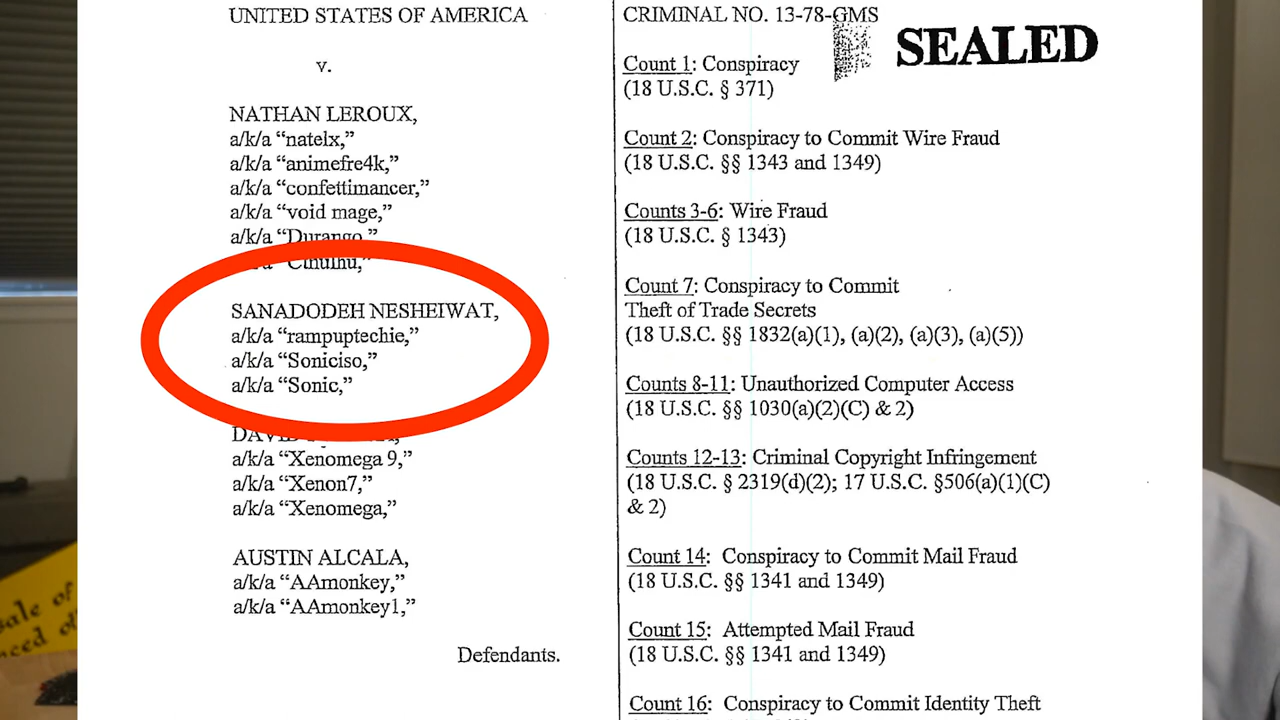 UNITED STATES OF AMERICA
v.
NATHAN LEROUX,
a/k/a “natelx,”
a/k/a “animefre4k,”
a/k/a “confettimancer,”
a/k/a “void mage,”
a/k/a “Durango,”
a/k/a “Cthulhu,”
SANADODEH NESHEIWAT,
a/k/a “rampuptechie,”
a/k/a “Soniciso,”
a/k/a “Sonic,”
DAVID
a/k/a “Xenomega 9,”
a/k/a “Xenon7,”
a/k/a “Xenomega,”
AUSTIN ALCALA,
a/k/a “AAmonkey,”
a/k/a “AAmonkey1,”
Defendants.
CRIMINAL NO. 13-78-GMS
SEALED
Count 1: Conspiracy
(18 U.S.C. § 371)
Count 2: Conspiracy to Commit Wire Fraud
(18 U.S.C. §§ 1343 and 1349)
Counts 3-6: Wire Fraud
(18 U.S.C. § 1343)
Count 7: Conspiracy to Commit
Theft of Trade Secrets
(18 U.S.C. §§ 1832(a)(1), (a)(2), (a)(3), (a)(5))
Counts 8-11: Unauthorized Computer Access
(18 U.S.C. §§ 1030(a)(2)(C) & 2)
Counts 12-13: Criminal Copyright Infringement
(18 U.S.C. § 2319(d)(2); 17 U.S.C. §506(a)(1)(C)
& 2)
Count 14: Conspiracy to Commit Mail Fraud
(18 U.S.C. §§ 1341 and 1349)
Count 15: Attempted Mail Fraud
(18 U.S.C. §§ 1341 and 1349)
Count 16: Conspiracy to Commit Identity Theft
sale of